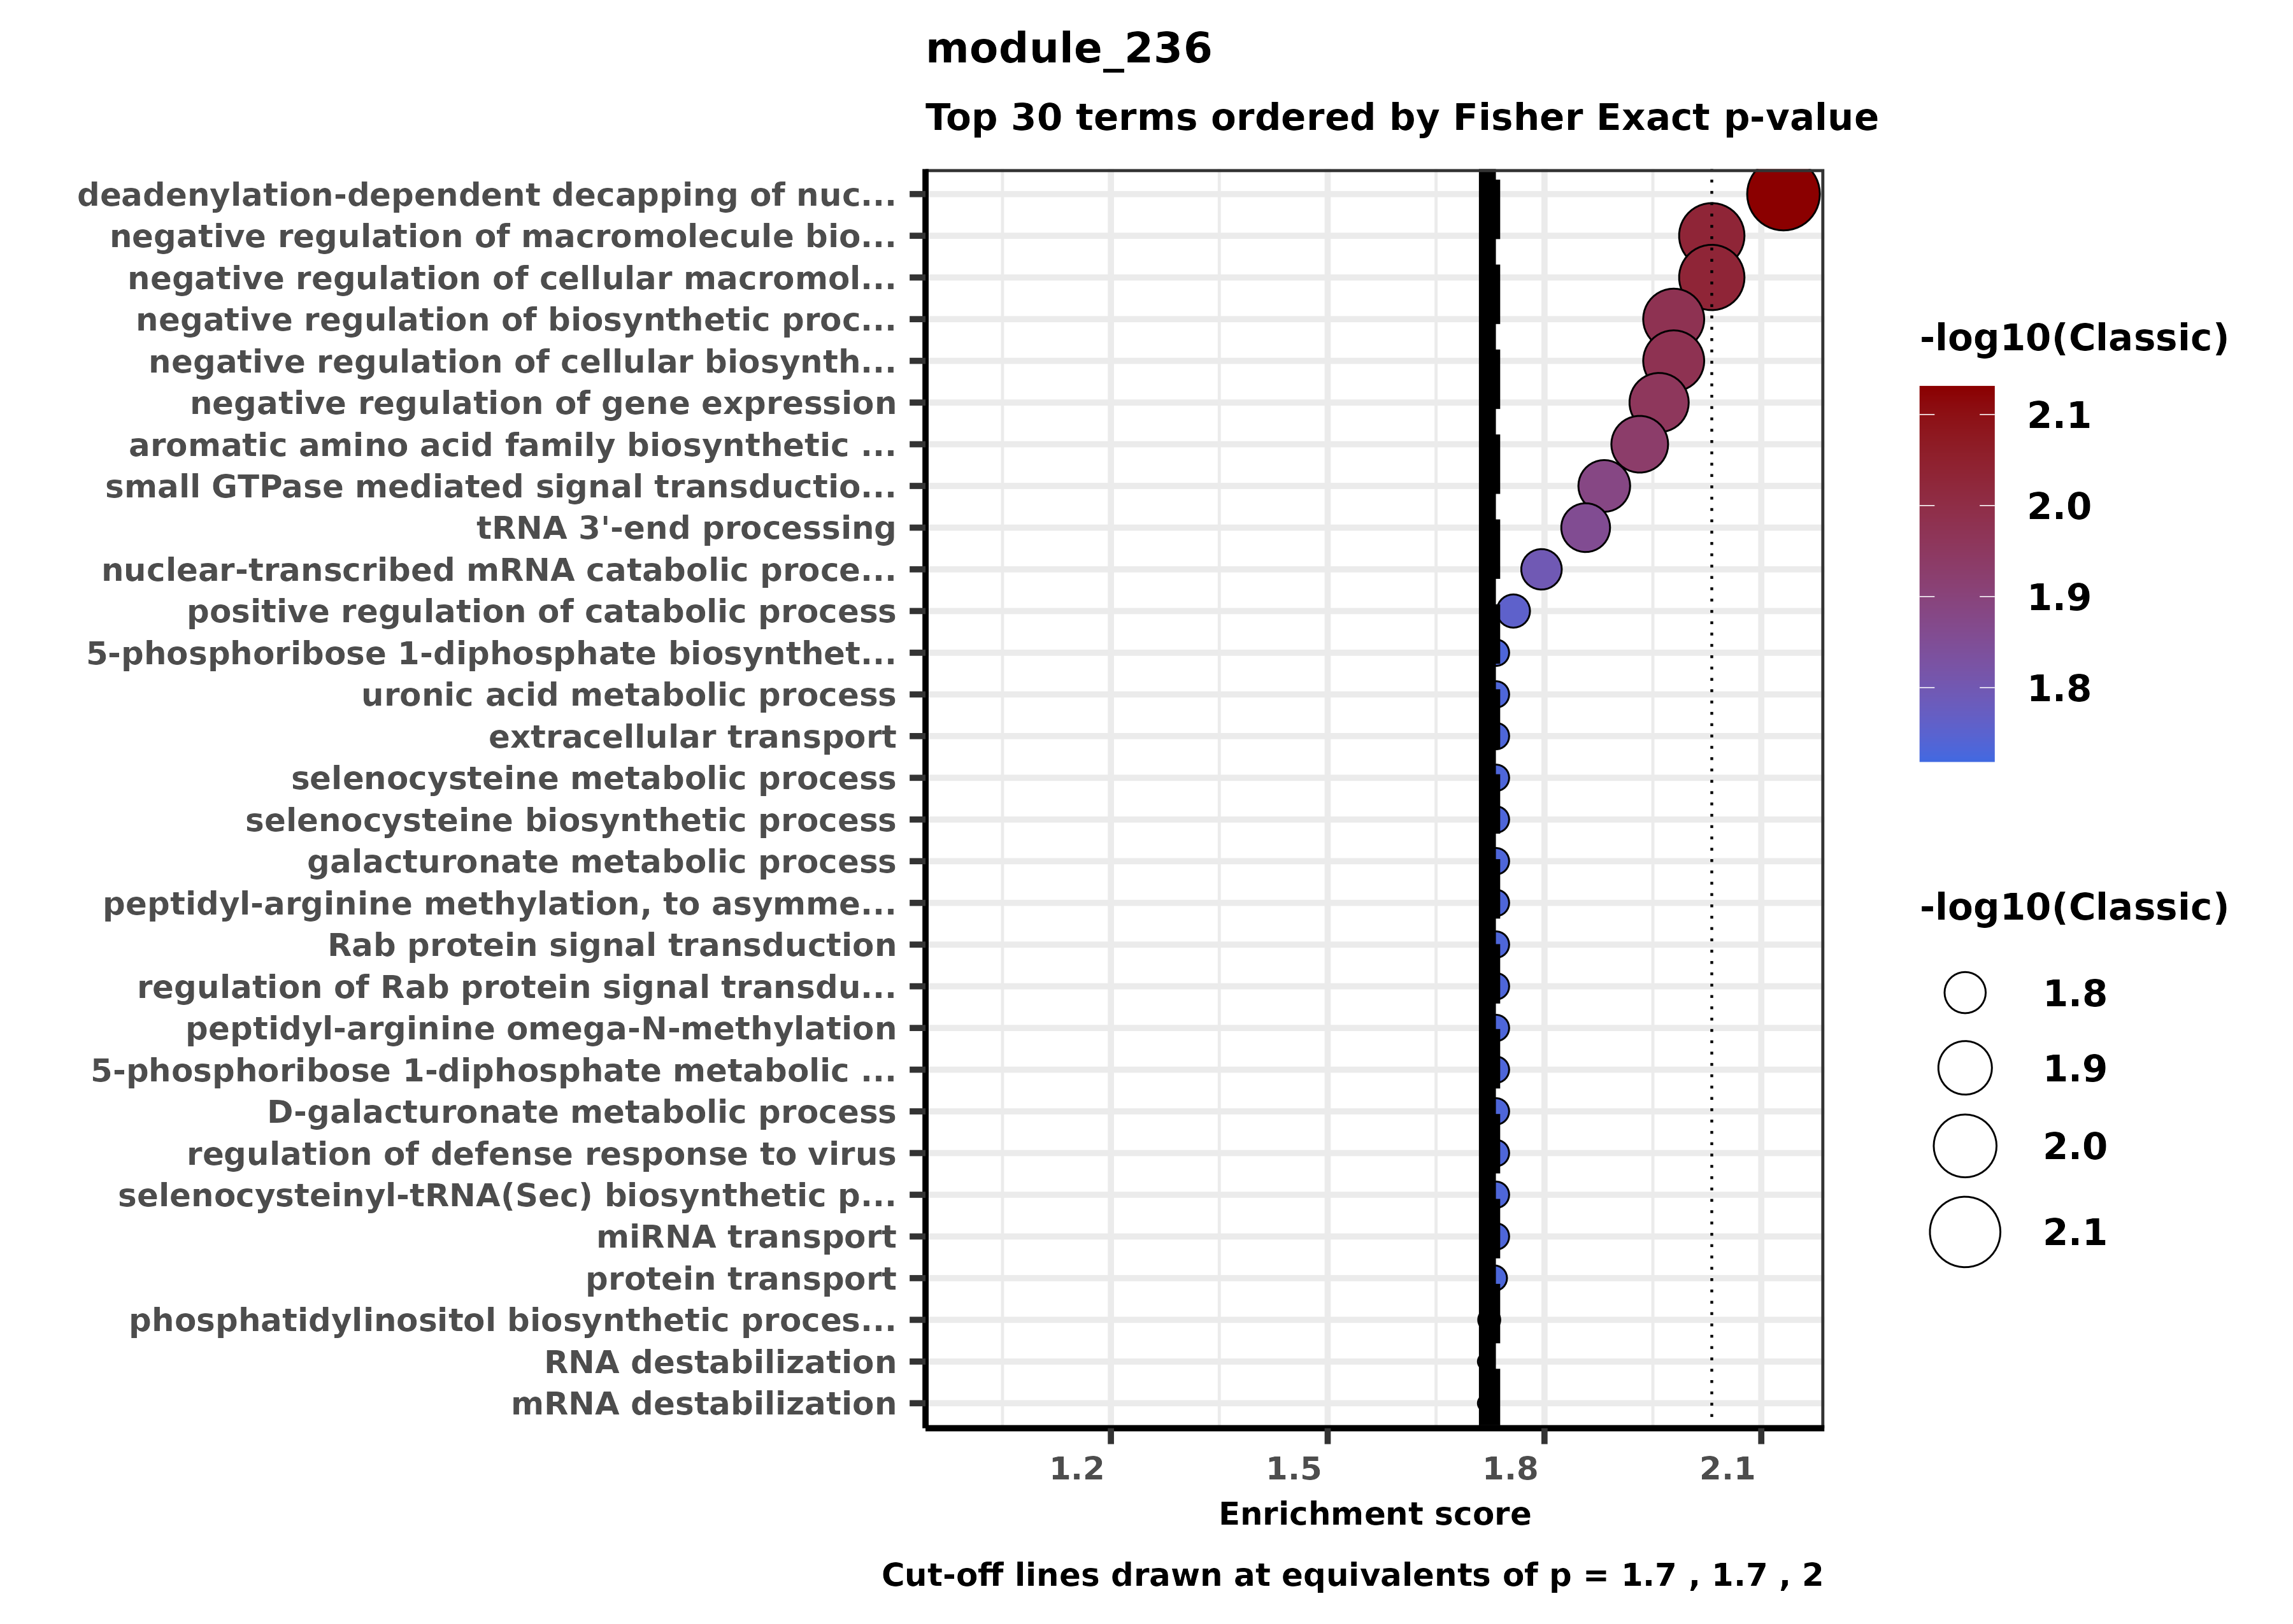 module_236
Top 30 terms ordered by Fisher Exact p-value
deadenylation-dependent decapping of nuc...
negative regulation of macromolecule bio...
negative regulation of cellular macromol...
negative regulation of biosynthetic proc...
negative regulation of cellular biosynth...
negative regulation of gene expression
aromatic amino acid family biosynthetic ...
small GTPase mediated signal transductio...
tRNA 3'-end processing
nuclear-transcribed mRNA catabolic proce...
positive regulation of catabolic process
5-phosphoribose 1-diphosphate biosynthet...
uronic acid metabolic process
extracellular transport
selenocysteine metabolic process
selenocysteine biosynthetic process
galacturonate metabolic process
peptidyl-arginine methylation, to asymme...
Rab protein signal transduction
regulation of Rab protein signal transdu...
peptidyl-arginine omega-N-methylation
5-phosphoribose 1-diphosphate metabolic ...
D-galacturonate metabolic process
regulation of defense response to virus
selenocysteinyl-tRNA(Sec) biosynthetic p...
miRNA transport
protein transport
phosphatidylinositol biosynthetic proces...
RNA destabilization
mRNA destabilization
1.2 1.5 1.8 2.1
Enrichment score
Cut-off lines drawn at equivalents of p = 1.7 , 1.7 , 2
-log10(Classic)
2.1
2.0
1.9
1.8
-log10(Classic)
1.8
1.9
2.0
2.1